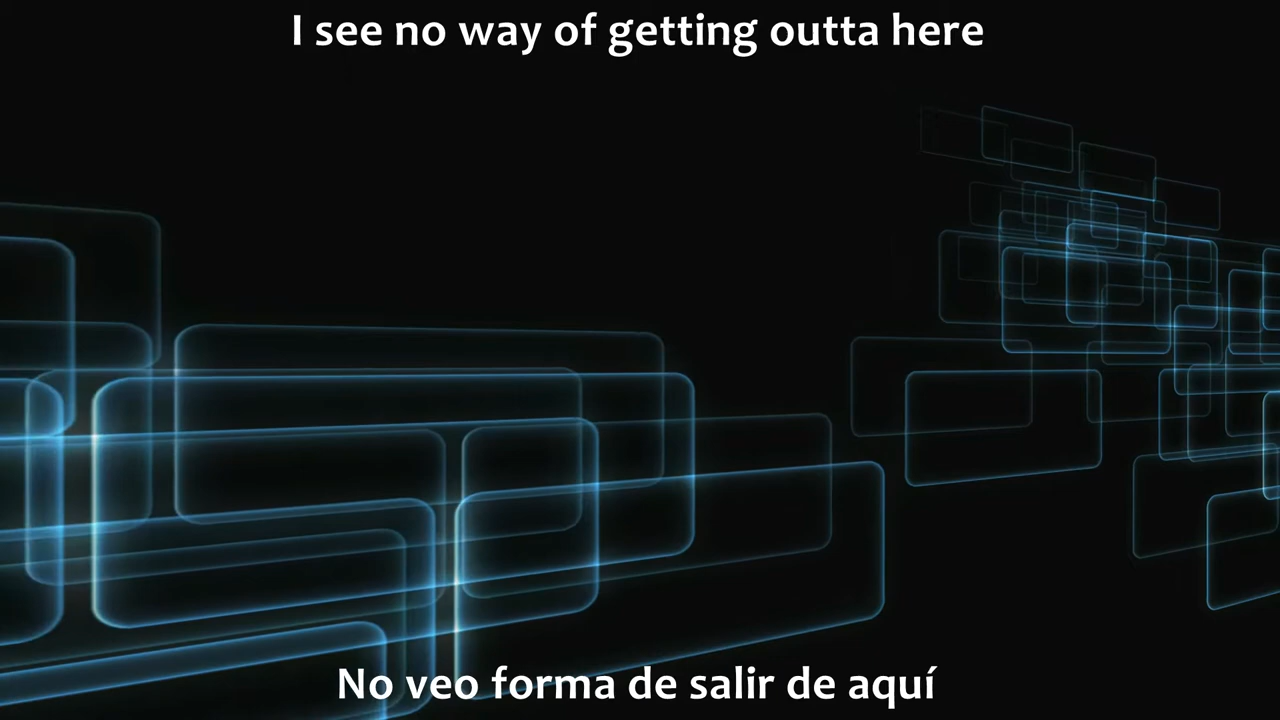 I see no way of getting outta here
No veo forma de salir de aquí